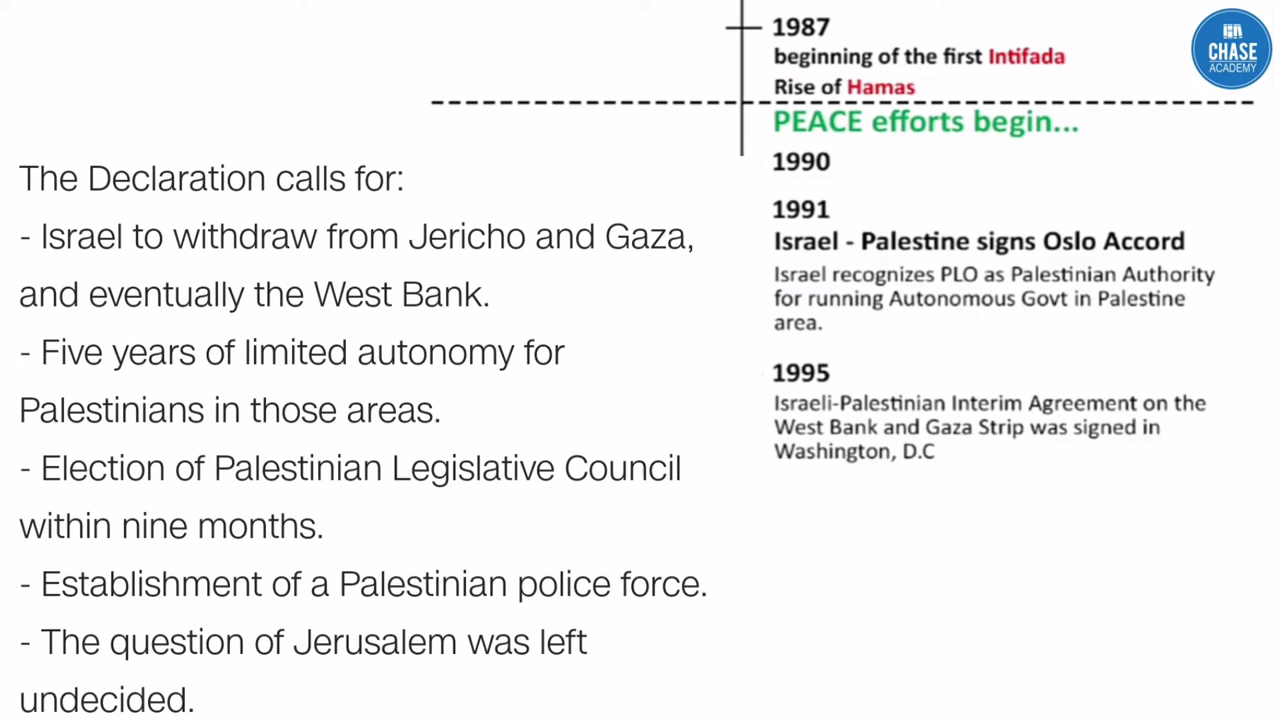 1987
beginning of the first Intifada
Rise of Hamas
PEACE efforts begin...
1990
1991
Israel - Palestine signs Oslo Accord
Israel recognizes PLO as Palestinian Authority
for running Autonomous Govt in Palestine
area.
1995
Israeli-Palestinian Interim Agreement on the
West Bank and Gaza Strip was signed in
Washington, D.C
CHASE
ACADEMY
The Declaration calls for:
- Israel to withdraw from Jericho and Gaza,
and eventually the West Bank.
- Five years of limited autonomy for
Palestinians in those areas.
- Election of Palestinian Legislative Council
within nine months.
- Establishment of a Palestinian police force.
- The question of Jerusalem was left
undecided.